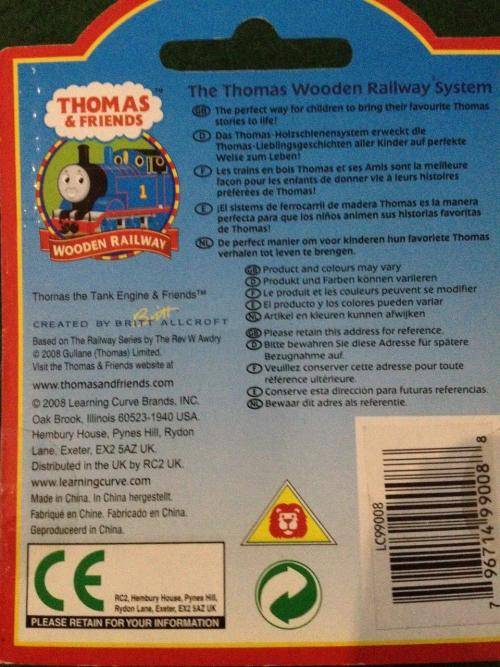 THOMAS
& FRIENDS
TM
1
WOODEN RAILWAY
The Thomas Wooden Railway System
GB The perfect way for children to bring their favourite Thomas
stories to life!
D Das Thomas-Holzschienensystem erweckt die
Thomas-Lieblingsgeschichten aller Kinder auf perfekte
Weise zum Leben!
F Les trains en bois Thomas et ses Amis sont la meilleure
façon pour les enfants de donner vie à leurs histoires
préférées de Thomas!
E ¡El sistems de ferrocarril de madera Thomas es la manera
perfecta para que los niños animen sus historias favoritas
de Thomas!
NL De perfect manier om voor kinderen hun favoriete Thomas
verhalen tot leven te brengen.
GB Product and colours may vary
D Produkt und Farben können variieren
F Le produit et les couleurs peuvent se modifier
E El producto y los colores pueden variar
NL Artikel en kleuren kunnen afwijken
GB Please retain this address for reference.
D Bitte bewahren Sie diese Adresse für spätere
Bezugnahme auf.
F Veuillez conserver cette adresse pour toute
référence ultérieure.
E Conserve esta dirección para futuras referencias.
NL Bewaar dit adres als referentie.
Thomas the Tank Engine & Friends™
CREATED BY BRITT ALLCROFT
Britt
Based on The Railway Series by The Rev W Awdry
© 2008 Gullane (Thomas) Limited.
Visit the Thomas & Friends website at
www.thomasandfriends.com
© 2008 Learning Curve Brands, INC.
Oak Brook, Illinois 60523-1940 USA.
Hembury House, Pynes Hill, Rydon
Lane, Exeter, EX2 5AZ UK.
Distributed in the UK by RC2 UK.
www.learningcurve.com
Made in China. In China hergestellt.
Fabriqué en Chine. Fabricado en China.
Geproduceerd in China.
CE
RC2, Hembury House, Pynes Hill,
Rydon Lane, Exeter, EX2 5AZ UK
PLEASE RETAIN FOR YOUR INFORMATION
LC99008
7 96714 99008 8